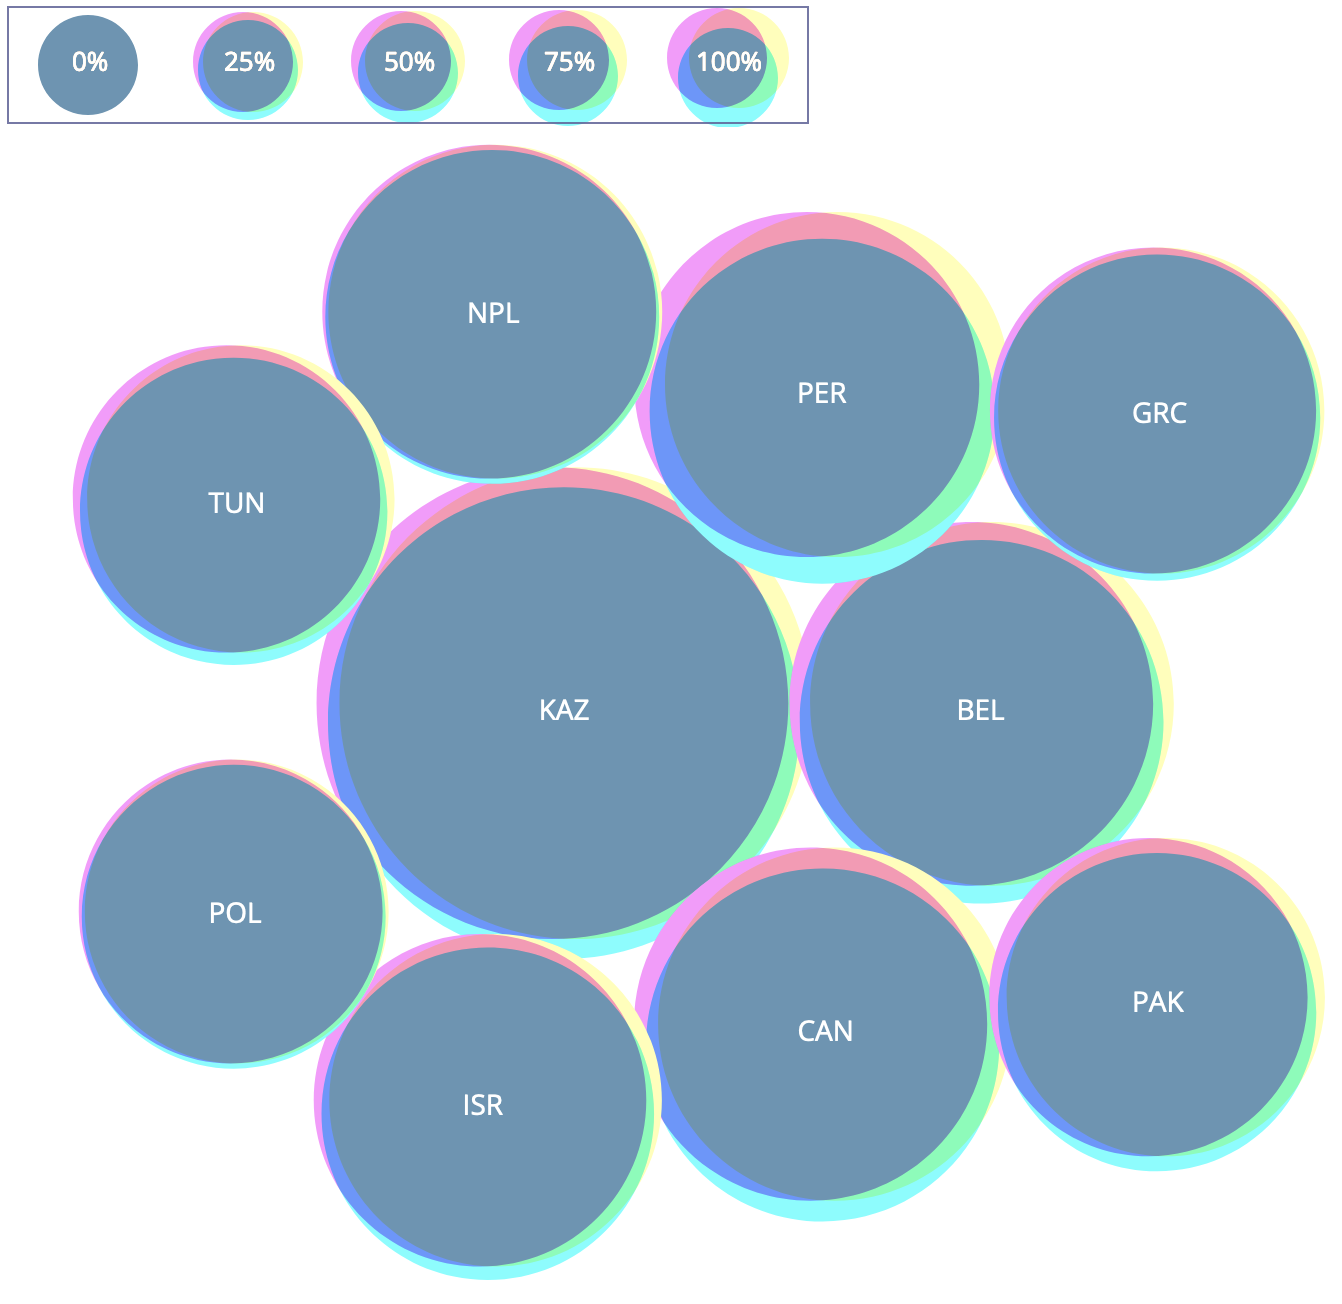 0% 25% 50% 75% 100%
NPL
PER
GRC
TUN
KAZ
BEL
POL
PAK
CAN
ISR